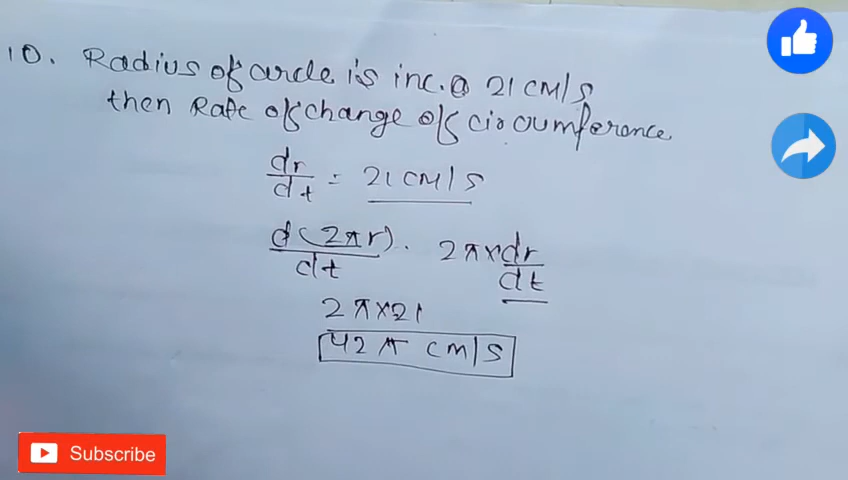 10. Radius of circle is inc. @ 21 cm/s
then Rate of change of circumference
dr/dt = 21 cm/s
d(2πr)/dt . 2π×dr/dt
2π×21
42π cm/s
Subscribe